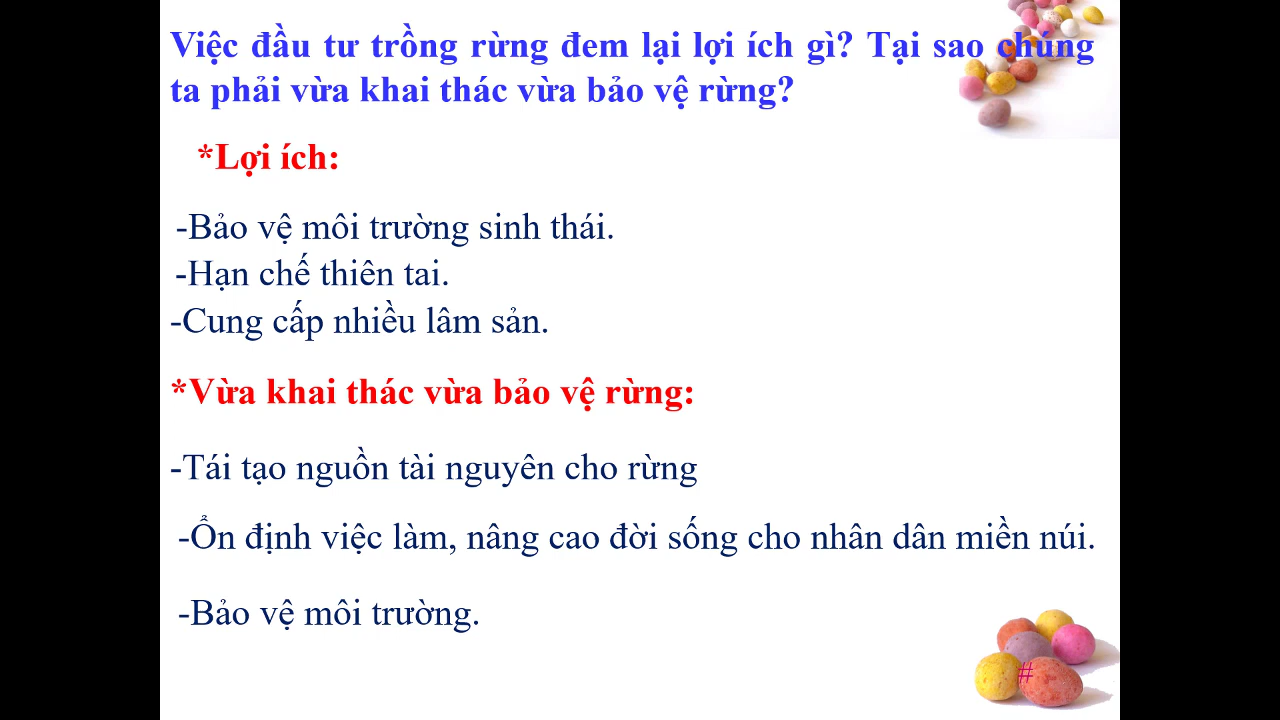 Việc đầu tư trồng rừng đem lại lợi ích gì? Tại sao chúng
ta phải vừa khai thác vừa bảo vệ rừng?
*Lợi ích:
-Bảo vệ môi trường sinh thái.
-Hạn chế thiên tai.
-Cung cấp nhiều lâm sản.
*Vừa khai thác vừa bảo vệ rừng:
-Tái tạo nguồn tài nguyên cho rừng
-Ổn định việc làm, nâng cao đời sống cho nhân dân miền núi.
-Bảo vệ môi trường.
#